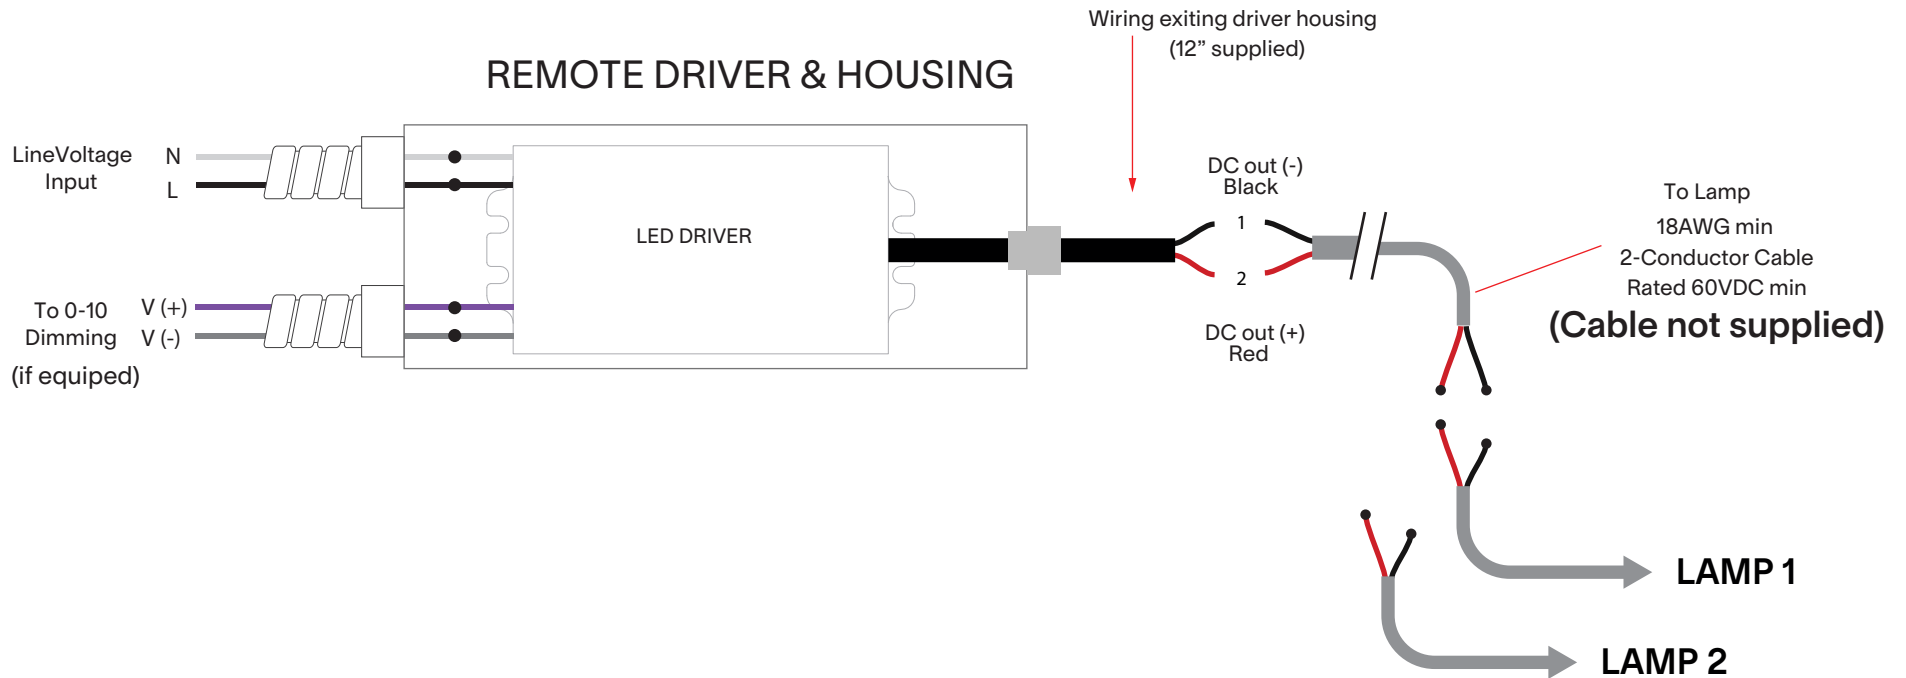 Wiring exiting driver housing
(12” supplied)
REMOTE DRIVER & HOUSING
LineVoltage
Input
N
L
LED DRIVER
To 0-10
Dimming
(if equiped)
V (+)
V (-)
DC out (-)
Black
1
2
DC out (+)
Red
To Lamp
18AWG min
2-Conductor Cable
Rated 60VDC min
(Cable not supplied)
LAMP 1
LAMP 2